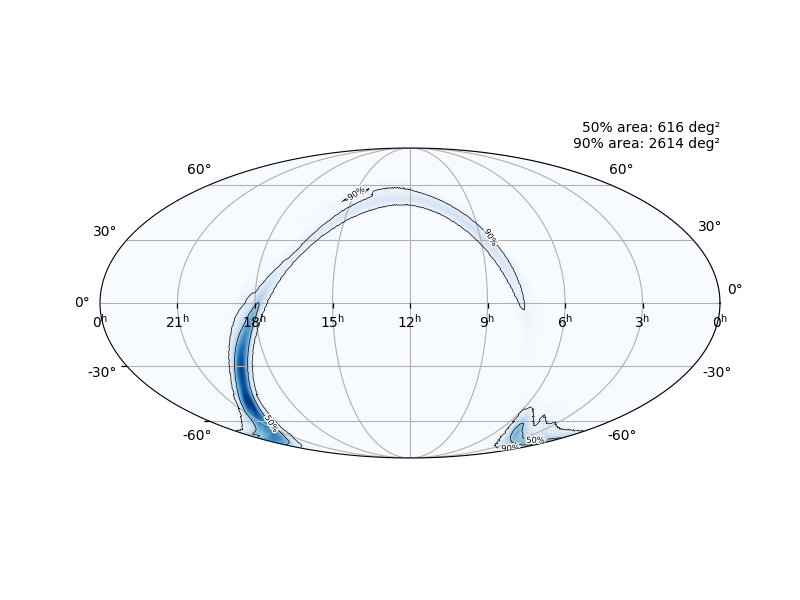 50% area: 616 deg²
90% area: 2614 deg²
60° 60°
90%
30° 90% 30°
0° 0°
0ʰ 21ʰ 18ʰ 15ʰ 12ʰ 9ʰ 6ʰ 3ʰ 0ʰ
-30° -30°
50%
-60° 50% -60°
90%